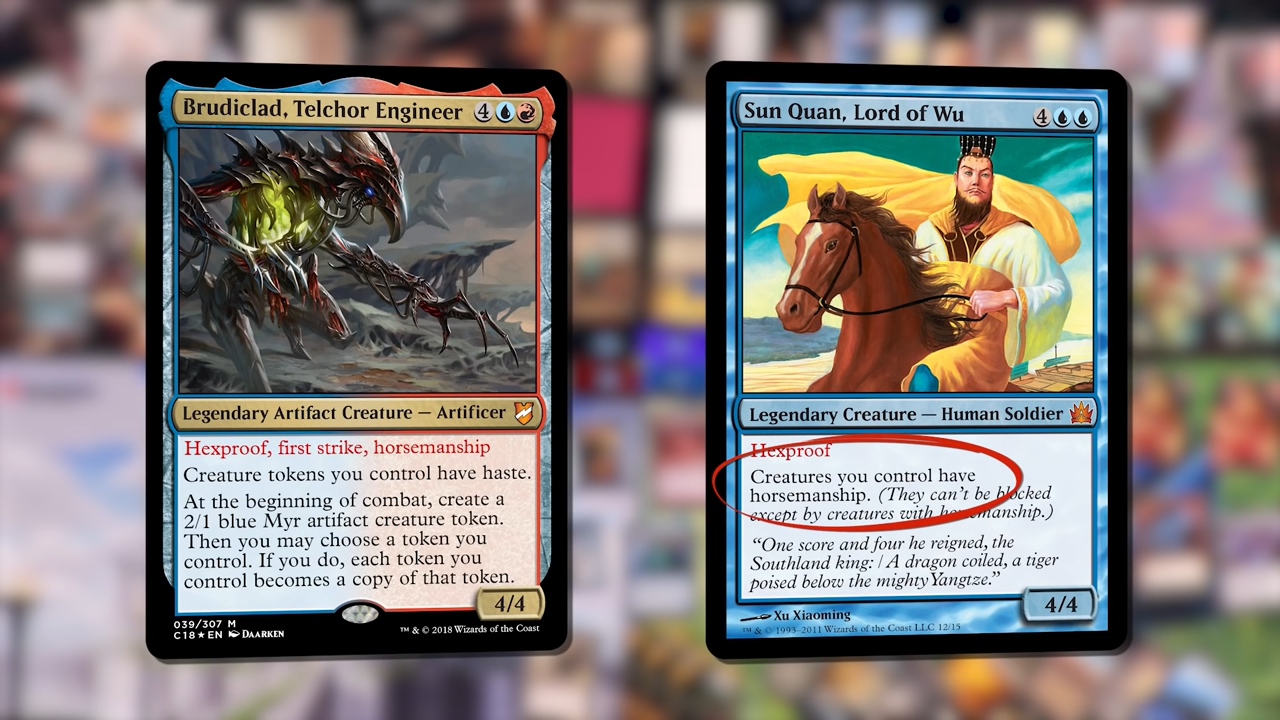 Brudiclad, Telchor Engineer 4
Legendary Artifact Creature — Artificer
Hexproof, first strike, horsemanship
Creature tokens you control have haste.
At the beginning of combat, create a
2/1 blue Myr artifact creature token.
Then you may choose a token you
control. If you do, each token you
control becomes a copy of that token.
4/4
039/307 M
C18★EN DAARKEN
™ & © 2018 Wizards of the Coast
Sun Quan, Lord of Wu 4
Legendary Creature — Human Soldier
Hexproof
Creatures you control have
horsemanship. (They can't be blocked
except by creatures with horsemanship.)
“One score and four he reigned, the
Southland king: / A dragon coiled, a tiger
poised below the mighty Yangtze.”
4/4
Xu Xiaoming
™ & © 1993–2011 Wizards of the Coast LLC 12/15